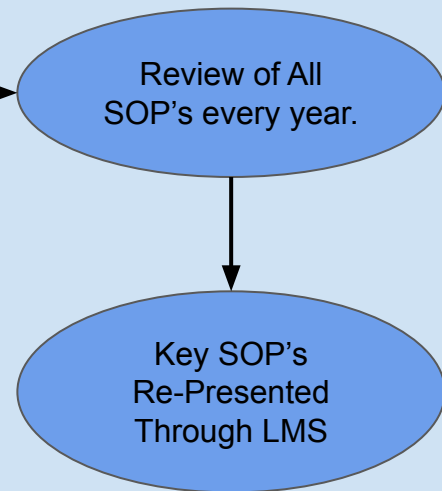 Review of All
SOP's every year.
Key SOP's
Re-Presented
Through LMS